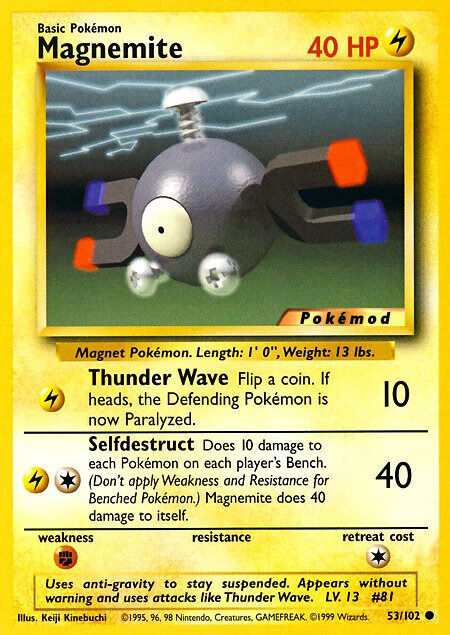 Basic Pokémon
Magnemite 40 HP
Pokémod
Magnet Pokémon. Length: 1' 0", Weight: 13 lbs.
Thunder Wave Flip a coin. If
heads, the Defending Pokémon is
now Paralyzed.
10
Selfdestruct Does 10 damage to
each Pokémon on each player's Bench.
(Don't apply Weakness and Resistance for
Benched Pokémon.) Magnemite does 40
damage to itself.
40
weakness resistance retreat cost
Uses anti-gravity to stay suspended. Appears without
warning and uses attacks like Thunder Wave. LV. 13 #81
Illus. Keiji Kinebuchi ©1995, 96, 98 Nintendo, Creatures, GAMEFREAK. ©1999 Wizards. 53/102